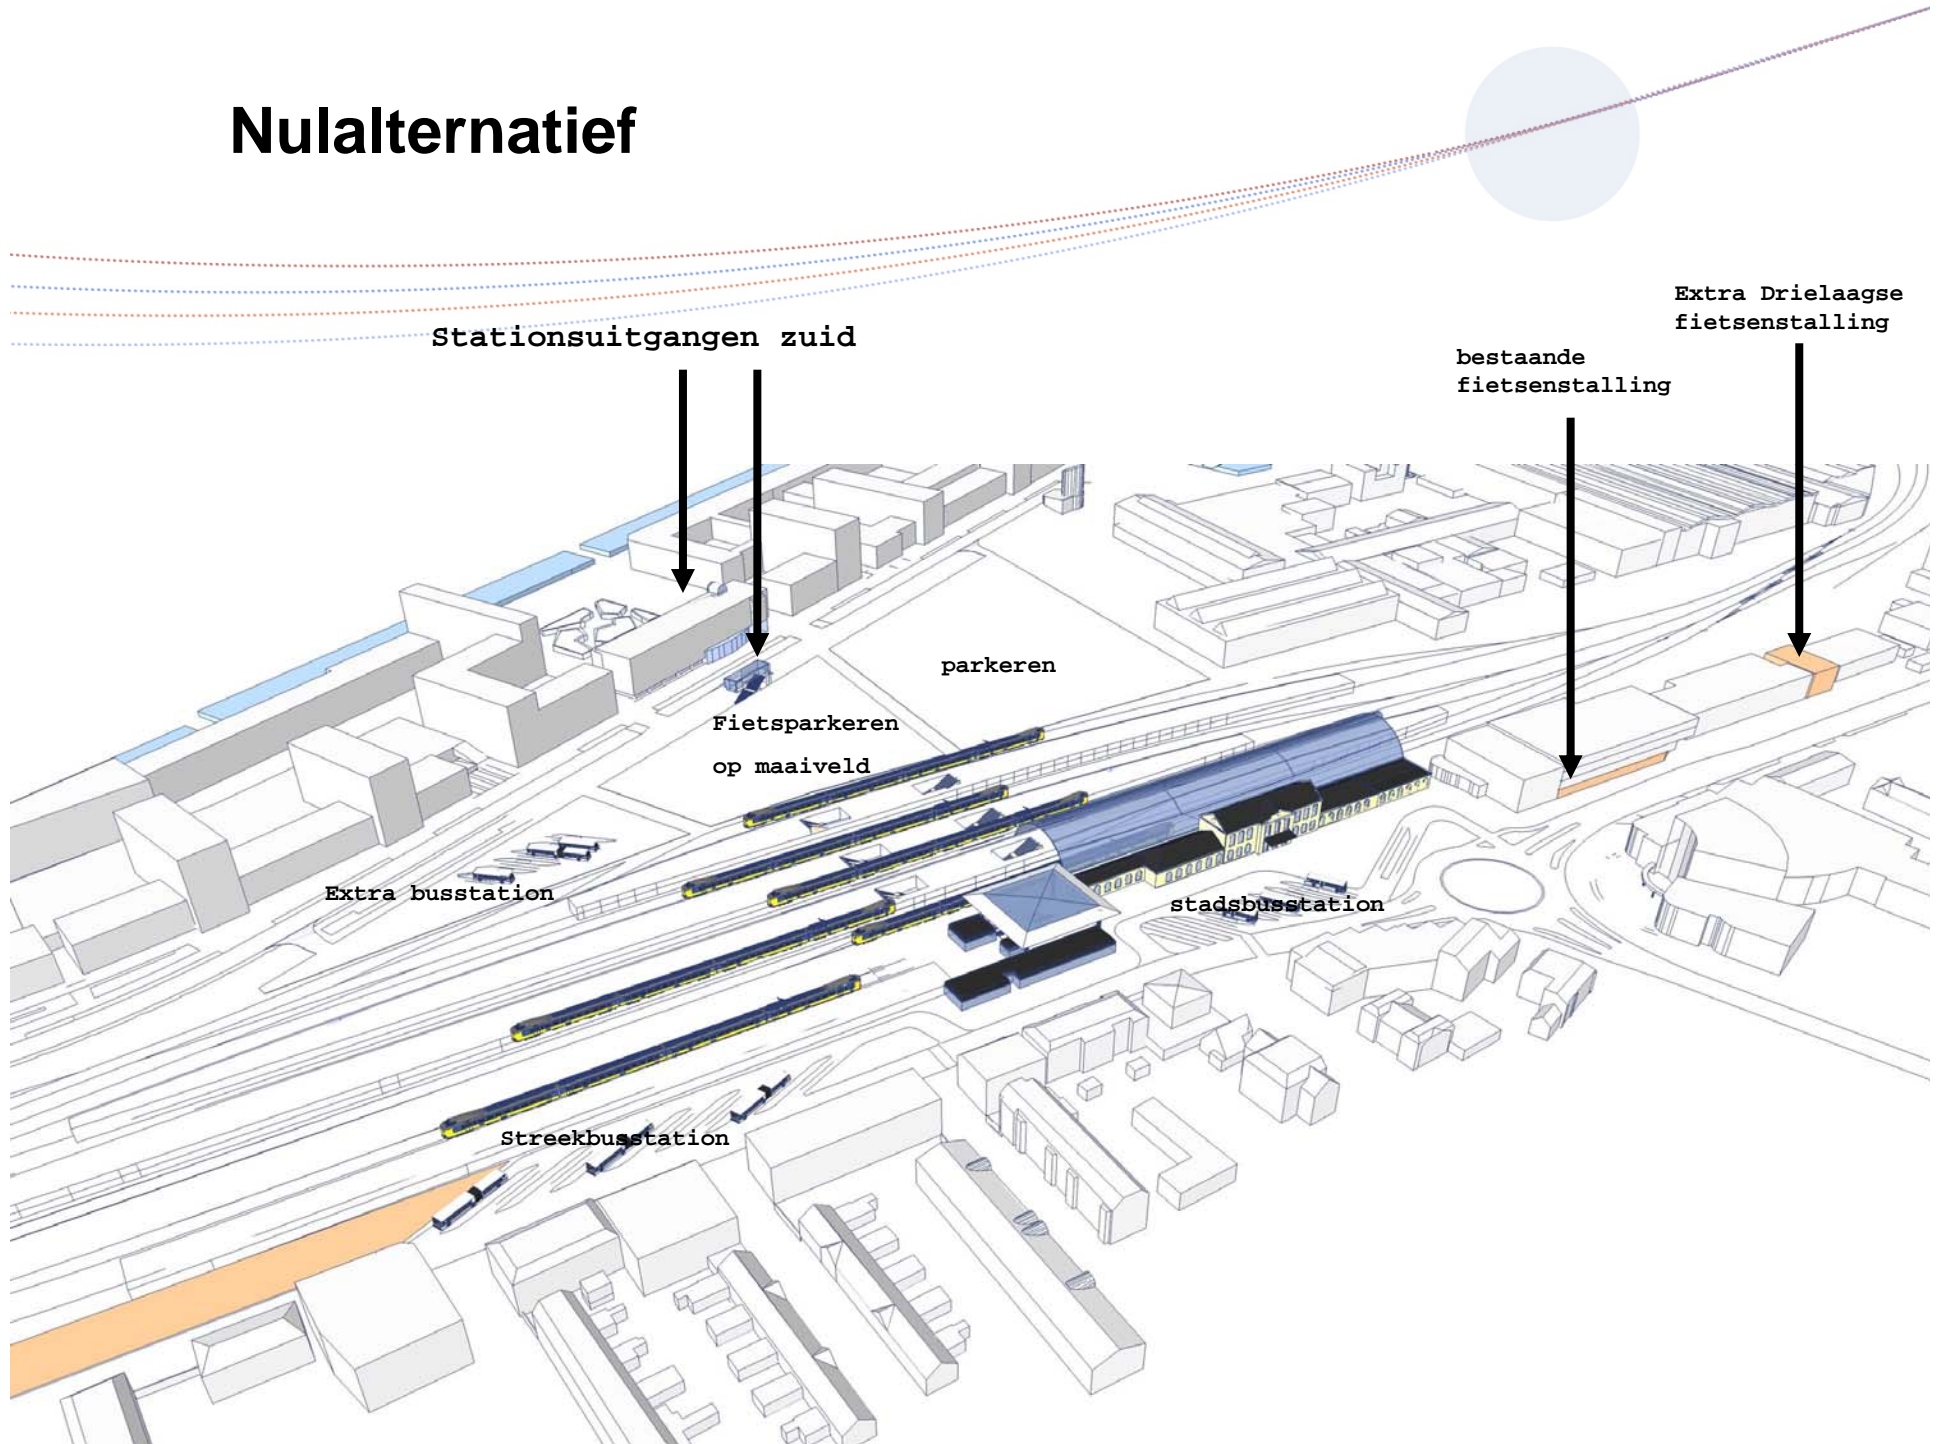 Nulalternatief
Extra Drielaagse
fietsenstalling
Stationsuitgangen zuid
bestaande
fietsenstalling
parkeren
Fietsparkeren
op maaiveld
Extra busstation
stadsbusstation
Streekbusstation